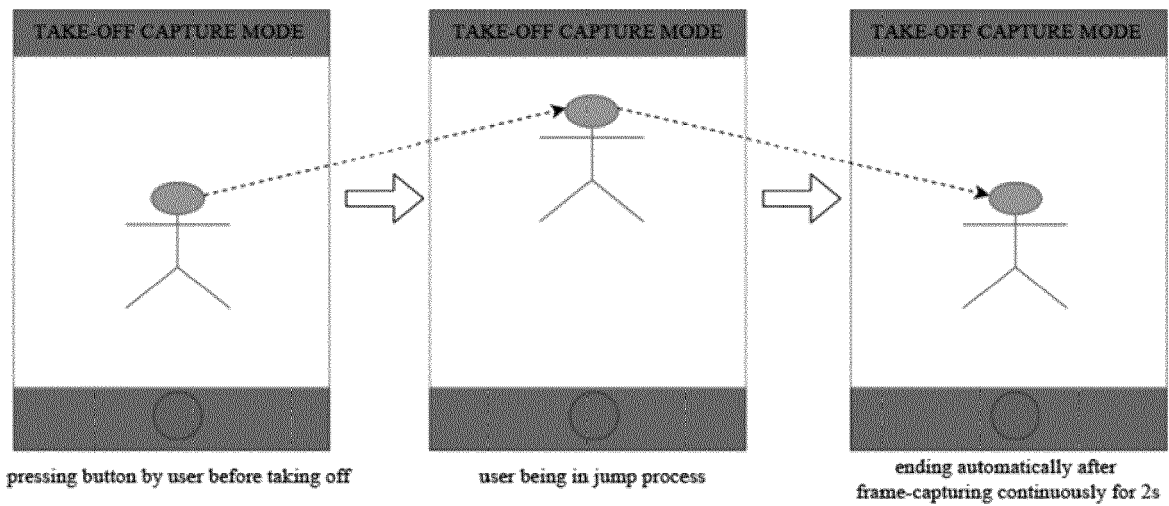 TAKE-OFF CAPTURE MODE
TAKE-OFF CAPTURE MODE
TAKE-OFF CAPTURE MODE
pressing button by user before taking off
user being in jump process
ending automatically after
frame-capturing continuously for 2s